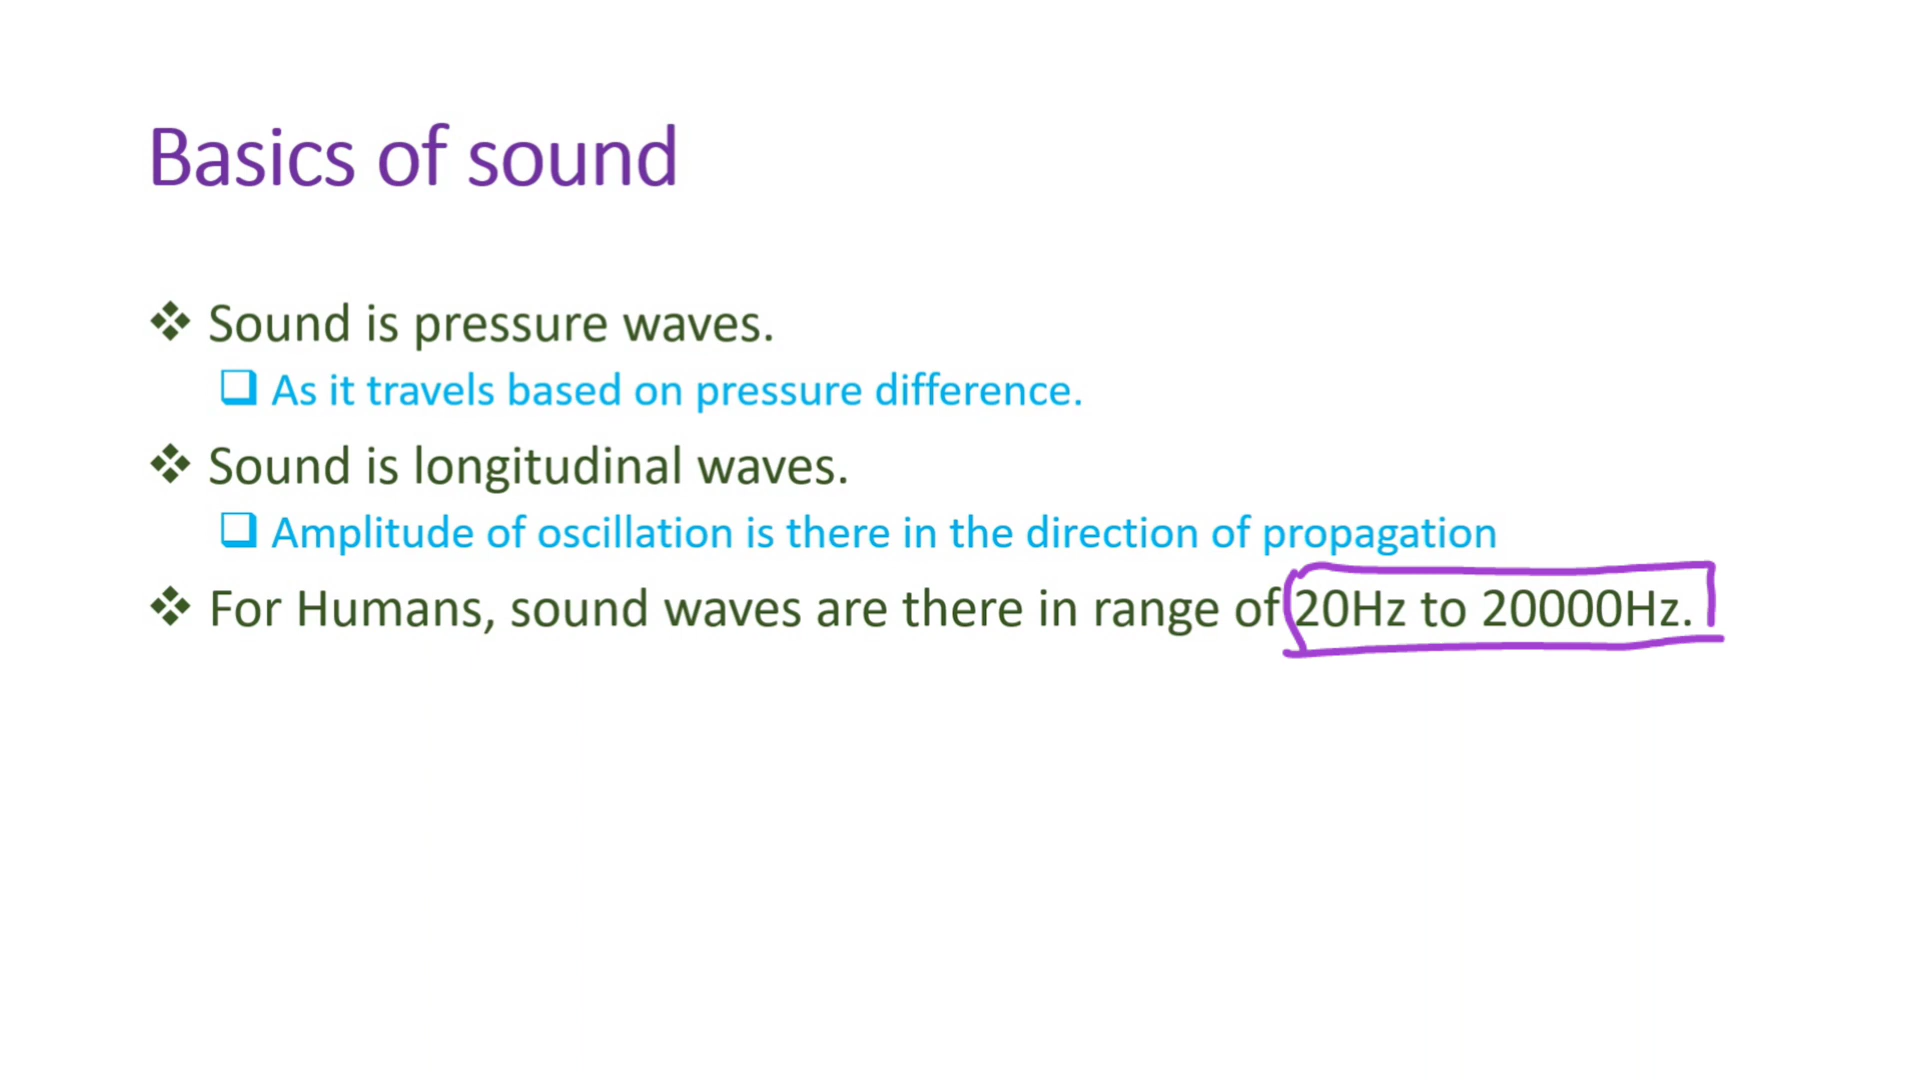 Basics of sound
Sound is pressure waves.
As it travels based on pressure difference.
Sound is longitudinal waves.
Amplitude of oscillation is there in the direction of propagation
For Humans, sound waves are there in range of 20Hz to 20000Hz.